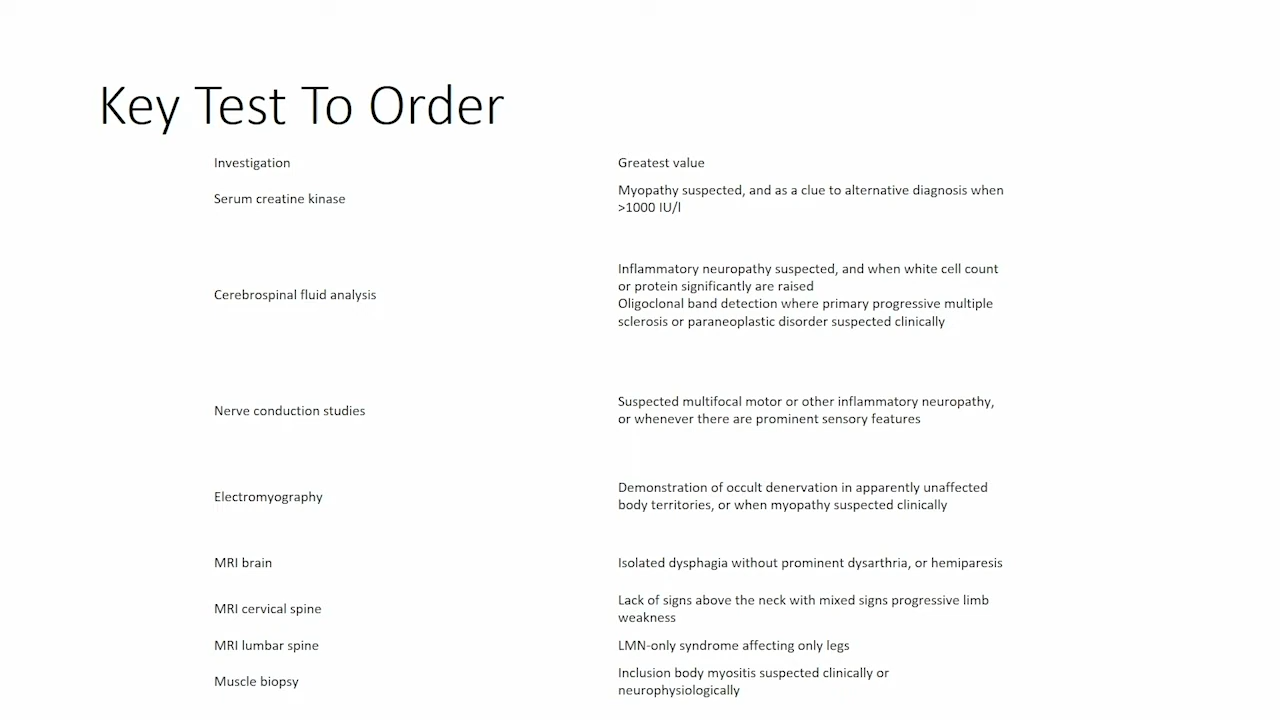 Key Test To Order
Investigation
Greatest value
Serum creatine kinase
Myopathy suspected, and as a clue to alternative diagnosis when
>1000 IU/l
Cerebrospinal fluid analysis
Inflammatory neuropathy suspected, and when white cell count
or protein significantly are raised
Oligoclonal band detection where primary progressive multiple
sclerosis or paraneoplastic disorder suspected clinically
Nerve conduction studies
Suspected multifocal motor or other inflammatory neuropathy,
or whenever there are prominent sensory features
Electromyography
Demonstration of occult denervation in apparently unaffected
body territories, or when myopathy suspected clinically
MRI brain
Isolated dysphagia without prominent dysarthria, or hemiparesis
MRI cervical spine
Lack of signs above the neck with mixed signs progressive limb
weakness
MRI lumbar spine
LMN-only syndrome affecting only legs
Muscle biopsy
Inclusion body myositis suspected clinically or
neurophysiologically